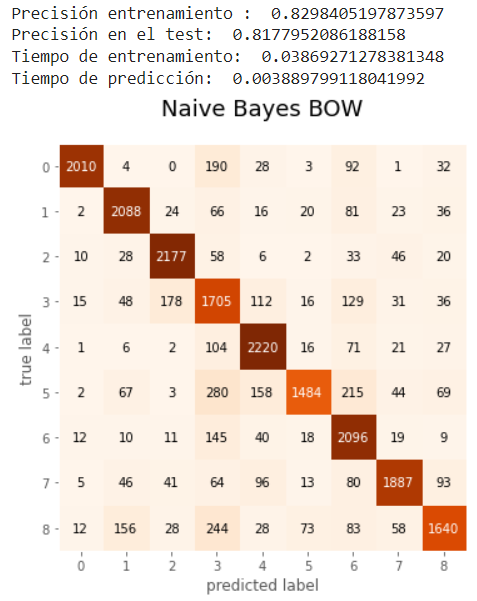 Precisión entrenamiento :  0.8298405197873597
Precisión en el test:  0.8177952086188158
Tiempo de entrenamiento:  0.03869271278381348
Tiempo de predicción:  0.003889799118041992
Naive Bayes BOW
0 2010 4 0 190 28 3 92 1 32
1 2 2088 24 66 16 20 81 23 36
2 10 28 2177 58 6 2 33 46 20
3 15 48 178 1705 112 16 129 31 36
4 1 6 2 104 2220 16 71 21 27
5 2 67 3 280 158 1484 215 44 69
6 12 10 11 145 40 18 2096 19 9
7 5 46 41 64 96 13 80 1887 93
8 12 156 28 244 28 73 83 58 1640
0 1 2 3 4 5 6 7 8
true label
predicted label